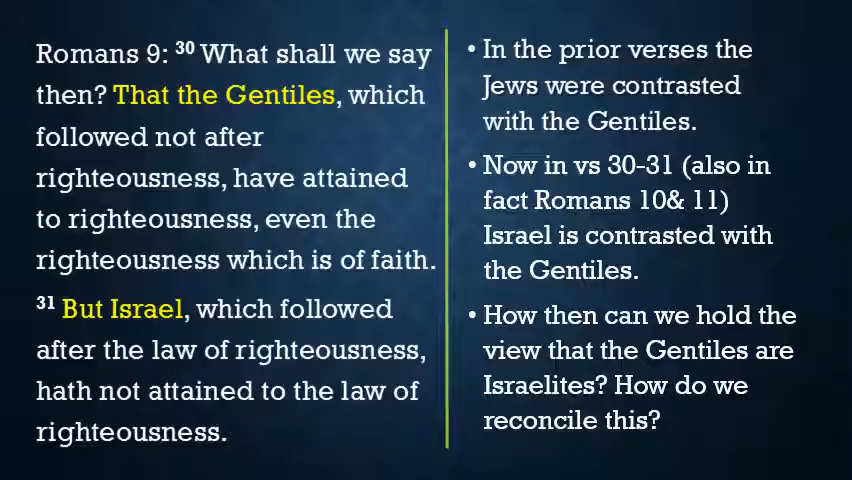 Romans 9: 30 What shall we say
then? That the Gentiles, which
followed not after
righteousness, have attained
to righteousness, even the
righteousness which is of faith.
31 But Israel, which followed
after the law of righteousness,
hath not attained to the law of
righteousness.
• In the prior verses the
Jews were contrasted
with the Gentiles.
• Now in vs 30-31 (also in
fact Romans 10& 11)
Israel is contrasted with
the Gentiles.
• How then can we hold the
view that the Gentiles are
Israelites? How do we
reconcile this?